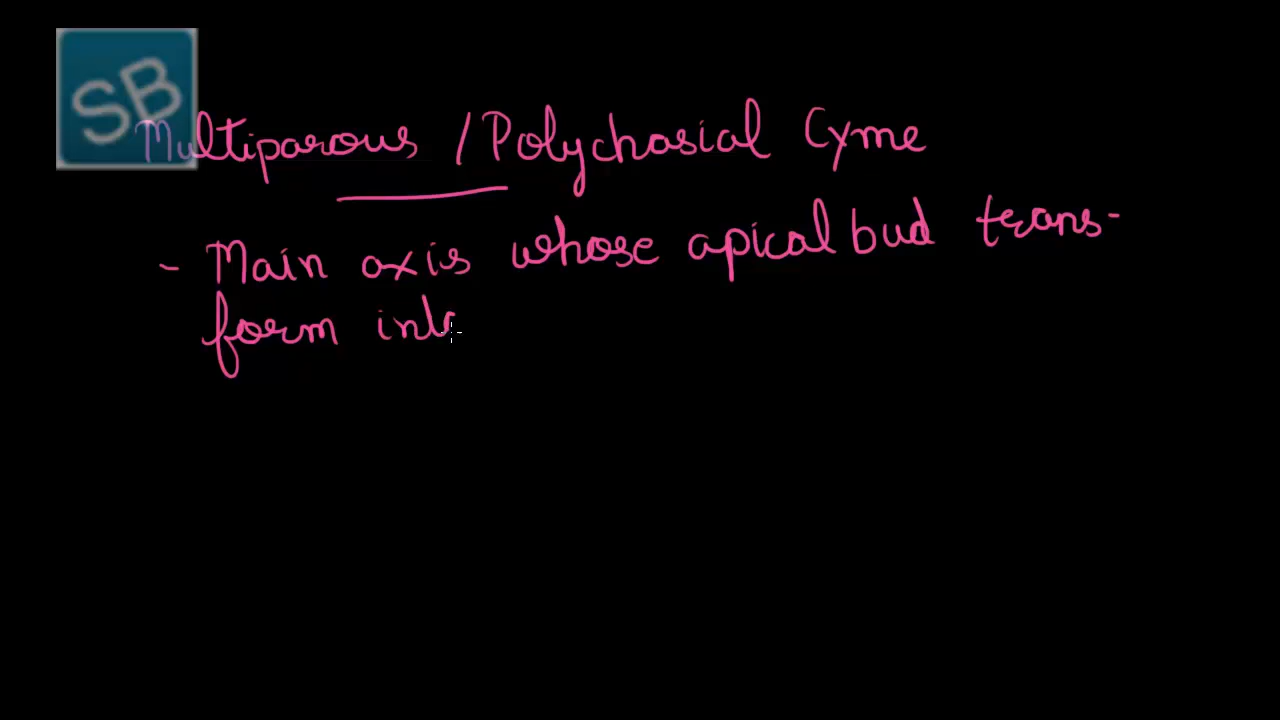 SB
Multiparous / Polychasial Cyme
- Main axis whose apical bud trans-
form into